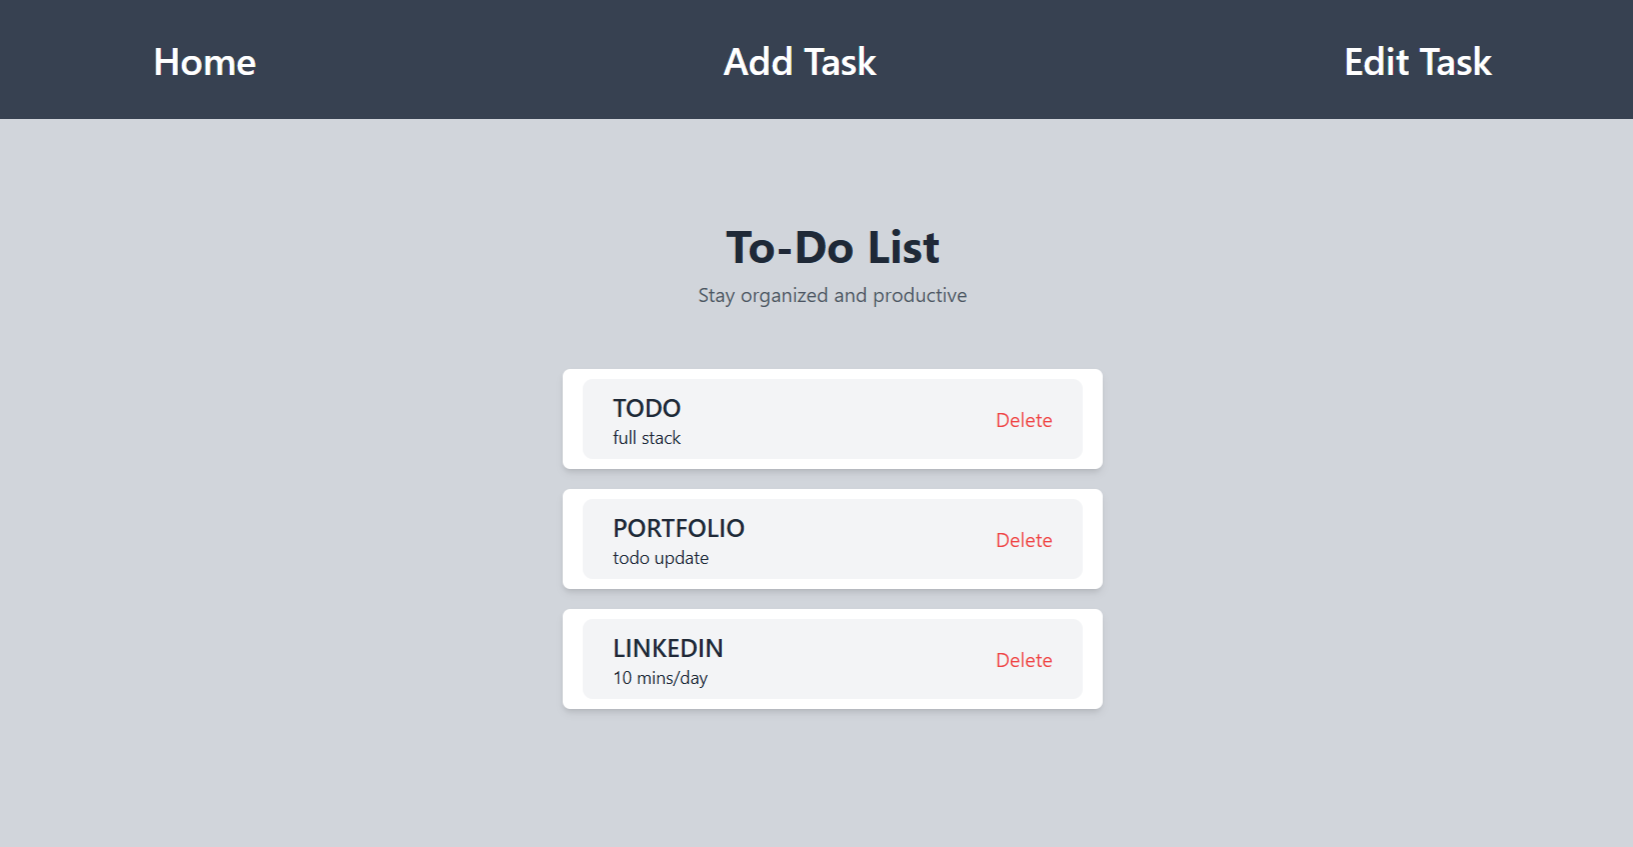 Home Add Task Edit Task
To-Do List
Stay organized and productive
TODO
full stack
Delete
PORTFOLIO
todo update
Delete
LINKEDIN
10 mins/day
Delete